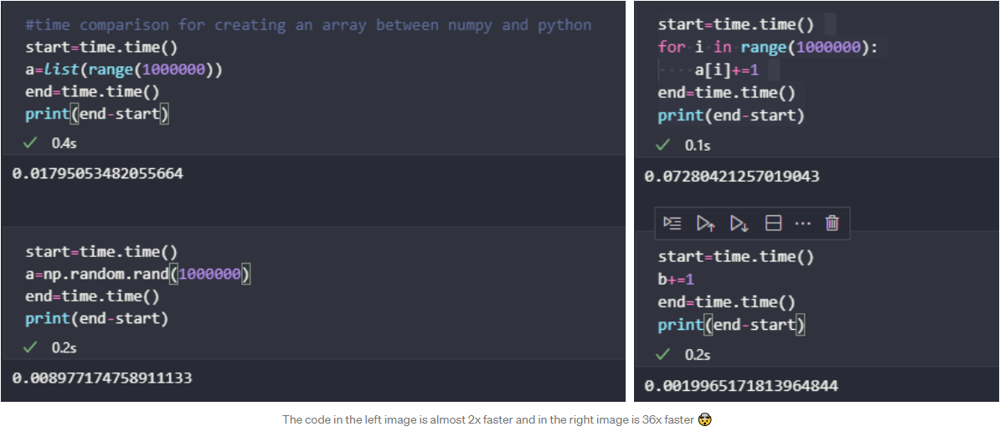 #time comparison for creating an array between numpy and python
start=time.time()
a=list(range(1000000))
end=time.time()
print(end-start)
0.4s
0.01795053482055664
start=time.time()
a=np.random.rand(1000000)
end=time.time()
print(end-start)
0.2s
0.008977174758911133
start=time.time()
for i in range(1000000):
    a[i]+=1
end=time.time()
print(end-start)
0.1s
0.07280421257019043
start=time.time()
b+=1
end=time.time()
print(end-start)
0.2s
0.0019965171813964844
The code in the left image is almost 2x faster and in the right image is 36x faster 🤯